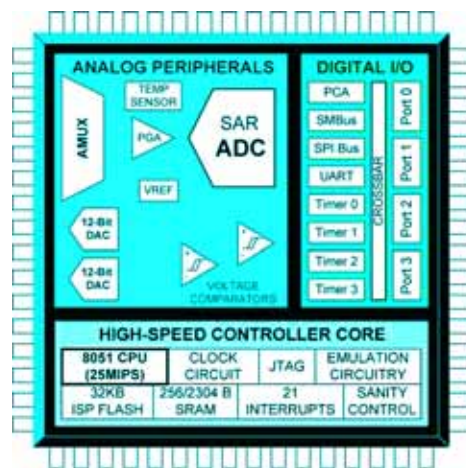 ANALOG PERIPHERALS
AMUX
TEMP
SENSOR
PGA
VREF
SAR
ADC
12-Bit
DAC
12-Bit
DAC
VOLTAGE
COMPARATORS
DIGITAL I/O
PCA
SMBus
SPI Bus
UART
Timer 0
Timer 1
Timer 2
Timer 3
CROSSBAR
Port 0
Port 1
Port 2
Port 3
HIGH-SPEED CONTROLLER CORE
8051 CPU
(25MIPS)
CLOCK
CIRCUIT
JTAG
EMULATION
CIRCUITRY
32KB
ISP FLASH
256/2304 B
SRAM
21
INTERRUPTS
SANITY
CONTROL